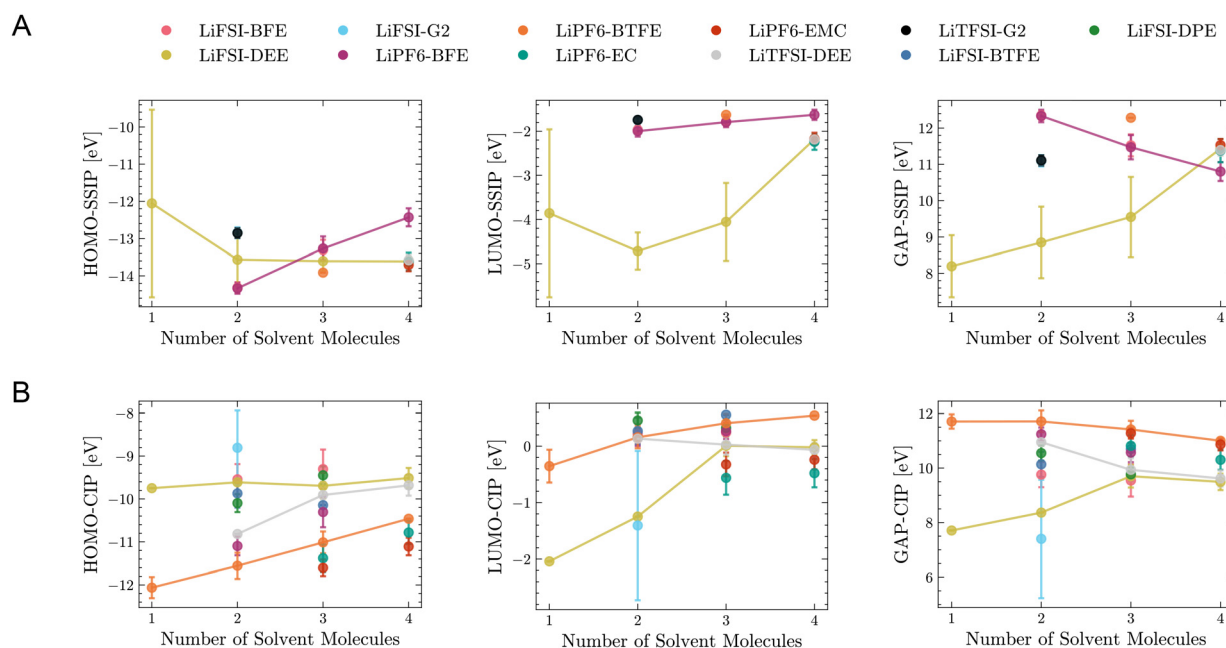 A
LiFSI-BFE LiFSI-G2 LiPF6-BTFE LiPF6-EMC LiTFSI-G2 LiFSI-DPE
LiFSI-DEE LiPF6-BFE LiPF6-EC LiTFSI-DEE LiFSI-BTFE
HOMO-SSIP [eV]
−10
−11
−12
−13
−14
1 2 3 4
Number of Solvent Molecules
LUMO-SSIP [eV]
−2
−3
−4
−5
1 2 3 4
Number of Solvent Molecules
GAP-SSIP [eV]
12
11
10
9
8
1 2 3 4
Number of Solvent Molecules
B
HOMO-CIP [eV]
−8
−9
−10
−11
−12
1 2 3 4
Number of Solvent Molecules
LUMO-CIP [eV]
0
−1
−2
1 2 3 4
Number of Solvent Molecules
GAP-CIP [eV]
12
10
8
6
1 2 3 4
Number of Solvent Molecules